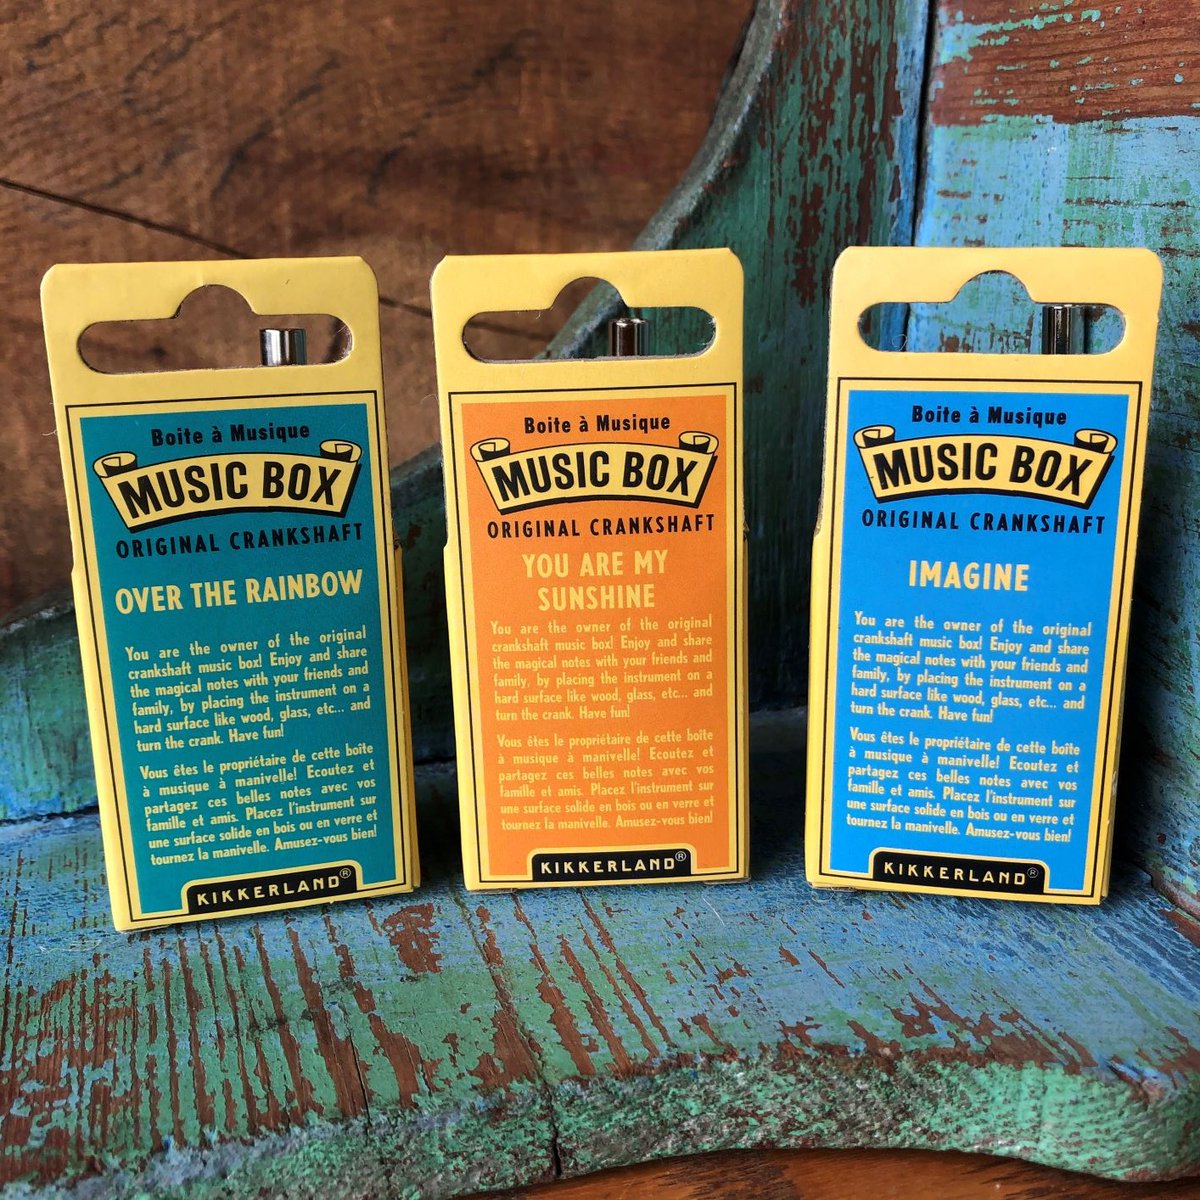 Boite à Musique
MUSIC BOX
ORIGINAL CRANKSHAFT
OVER THE RAINBOW
You are the owner of the original
crankshaft music box! Enjoy and share
the magical notes with your friends and
family, by placing the instrument on a
hard surface like wood, glass, etc... and
turn the crank. Have fun!
Vous êtes le propriétaire de cette boîte
à musique à manivelle! Ecoutez et
partagez ces belles notes avec vos
famille et amis. Placez l'instrument sur
une surface solide en bois ou en verre et
tournez la manivelle. Amusez-vous bien!
KIKKERLAND®
Boite à Musique
MUSIC BOX
ORIGINAL CRANKSHAFT
YOU ARE MY
SUNSHINE
You are the owner of the original
crankshaft music box! Enjoy and share
the magical notes with your friends and
family, by placing the instrument on a
hard surface like wood, glass, etc... and
turn the crank. Have fun!
Vous êtes le propriétaire de cette boîte
à musique à manivelle! Ecoutez et
partagez ces belles notes avec vos
famille et amis. Placez l'instrument sur
une surface solide en bois ou en verre et
tournez la manivelle. Amusez-vous bien!
KIKKERLAND®
Boite à Musique
MUSIC BOX
ORIGINAL CRANKSHAFT
IMAGINE
You are the owner of the original
crankshaft music box! Enjoy and share
the magical notes with your friends and
family, by placing the instrument on a
hard surface like wood, glass, etc... and
turn the crank. Have fun!
Vous êtes le propriétaire de cette boîte
à musique à manivelle! Ecoutez et
partagez ces belles notes avec vos
famille et amis. Placez l'instrument sur
une surface solide en bois ou en verre et
tournez la manivelle. Amusez-vous bien!
KIKKERLAND®